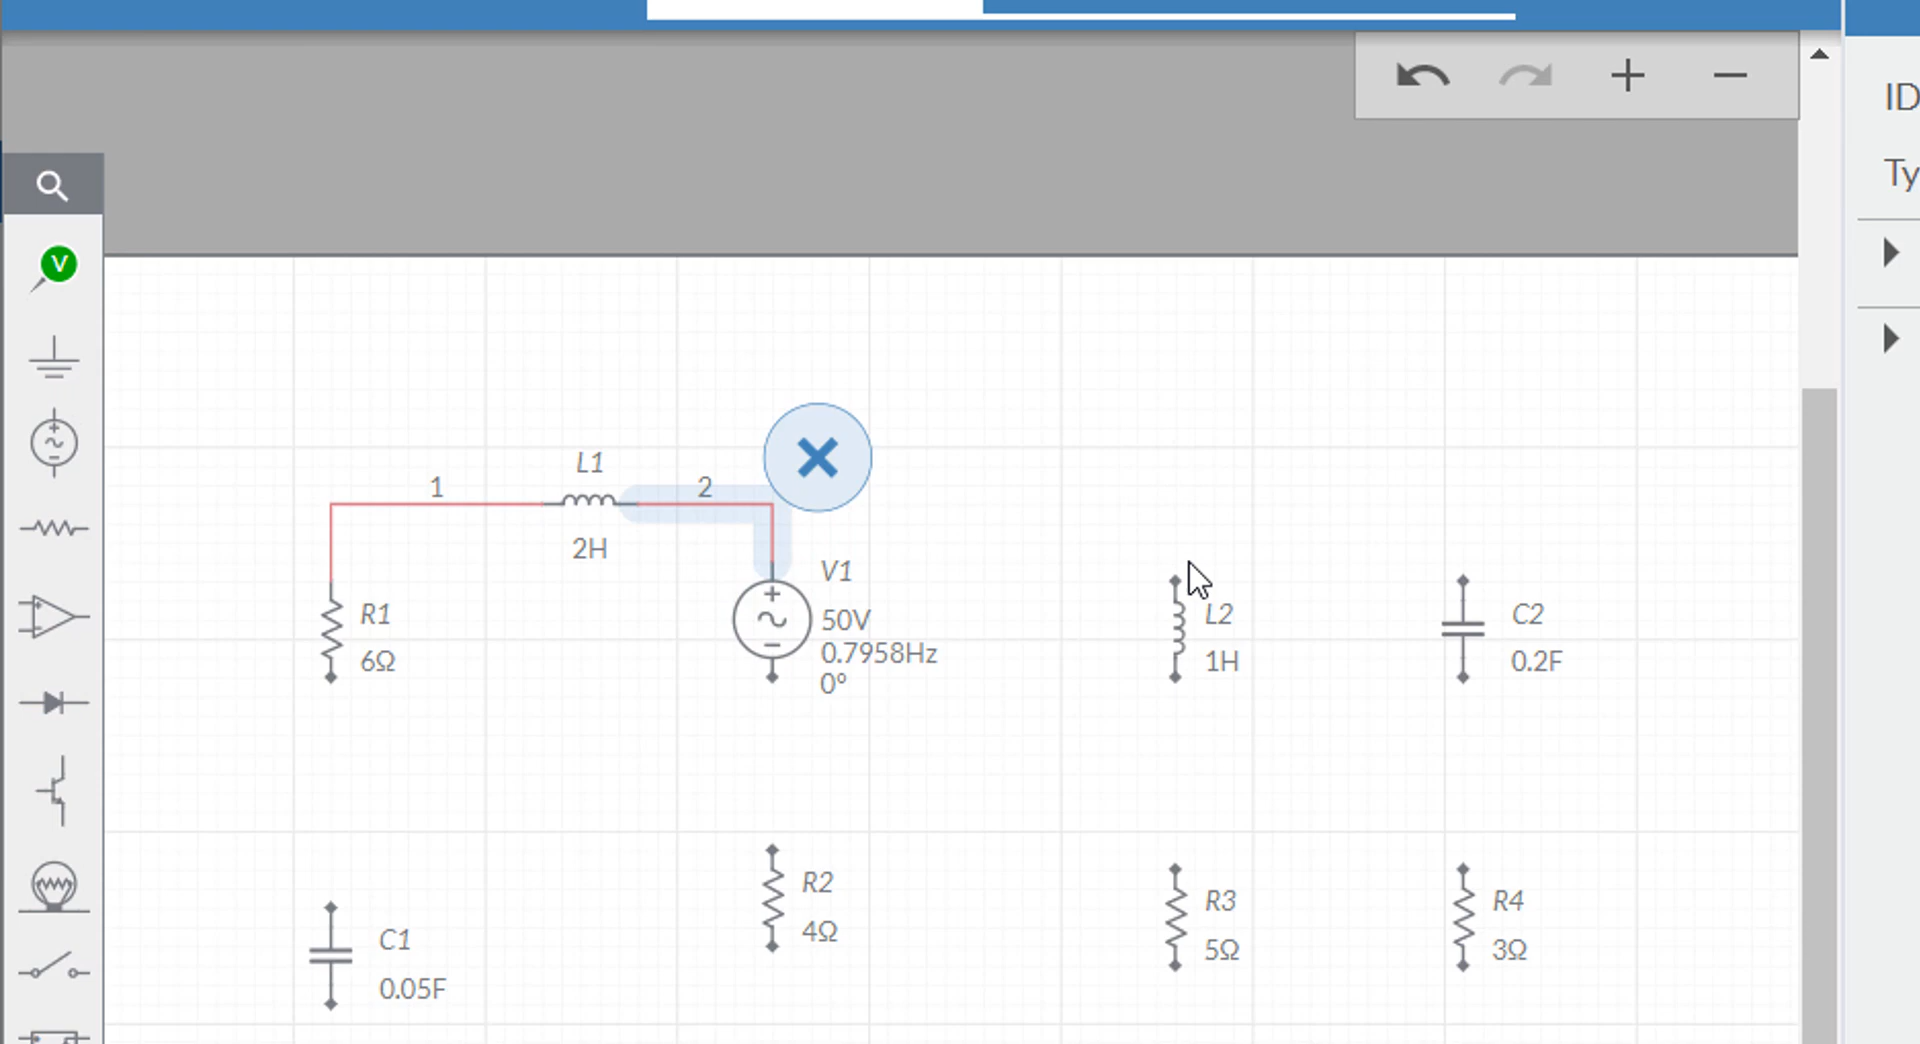 ID
Ty
V
L1
1
2
2H
V1
50V
0.7958Hz
0°
R1
6Ω
L2
1H
C2
0.2F
R2
4Ω
R3
5Ω
R4
3Ω
C1
0.05F